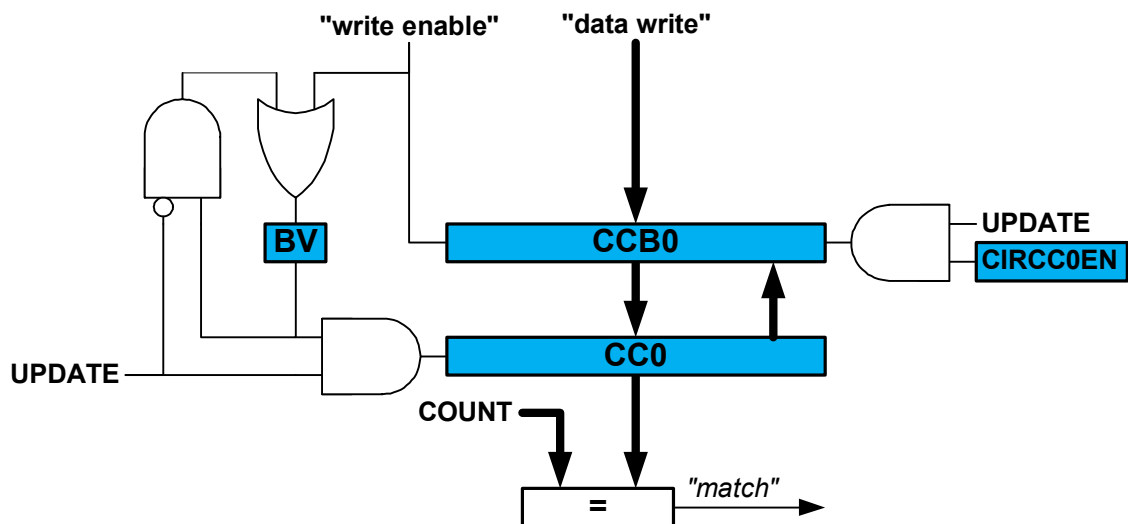 "write enable"
"data write"
UPDATE
BV
CCB0
CIRCC0EN
CC0
UPDATE
COUNT
"match"
=